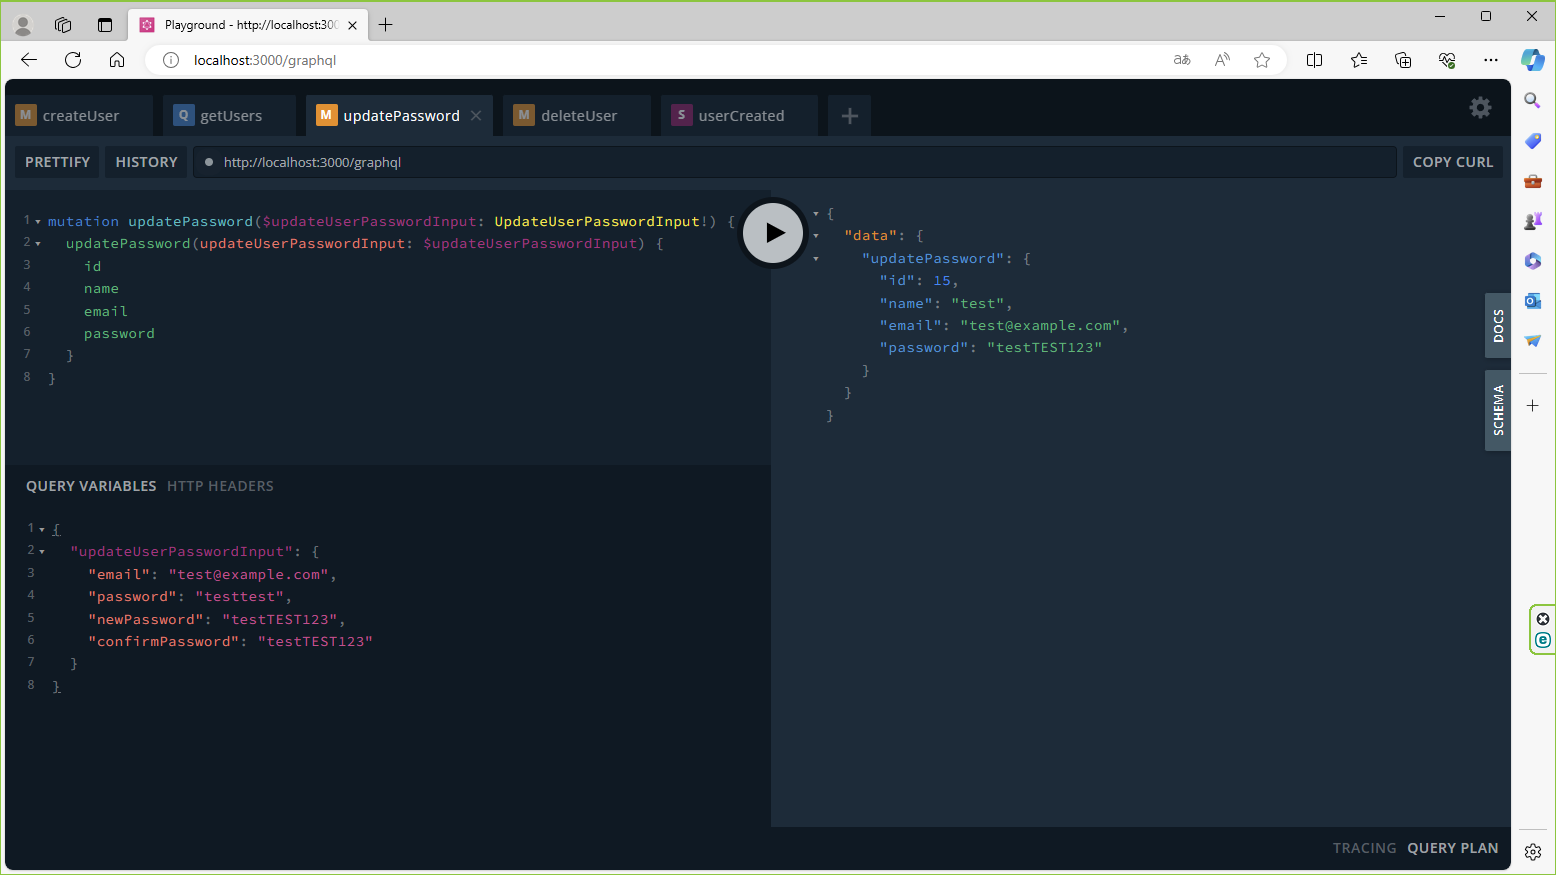 Playground - http://localhost:300
localhost:3000/graphql
M createUser
Q getUsers
M updatePassword
M deleteUser
S userCreated
PRETTIFY
HISTORY
http://localhost:3000/graphql
COPY CURL
1 mutation updatePassword($updateUserPasswordInput: UpdateUserPasswordInput!) {
2 updatePassword(updateUserPasswordInput: $updateUserPasswordInput) {
3 id
4 name
5 email
6 password
7 }
8 }
{
"data": {
"updatePassword": {
"id": 15,
"name": "test",
"email": "test@example.com",
"password": "testTEST123"
}
}
}
DOCS
SCHEMA
QUERY VARIABLES HTTP HEADERS
1 {
2 "updateUserPasswordInput": {
3 "email": "test@example.com",
4 "password": "testtest",
5 "newPassword": "testTEST123",
6 "confirmPassword": "testTEST123"
7 }
8 }
TRACING QUERY PLAN